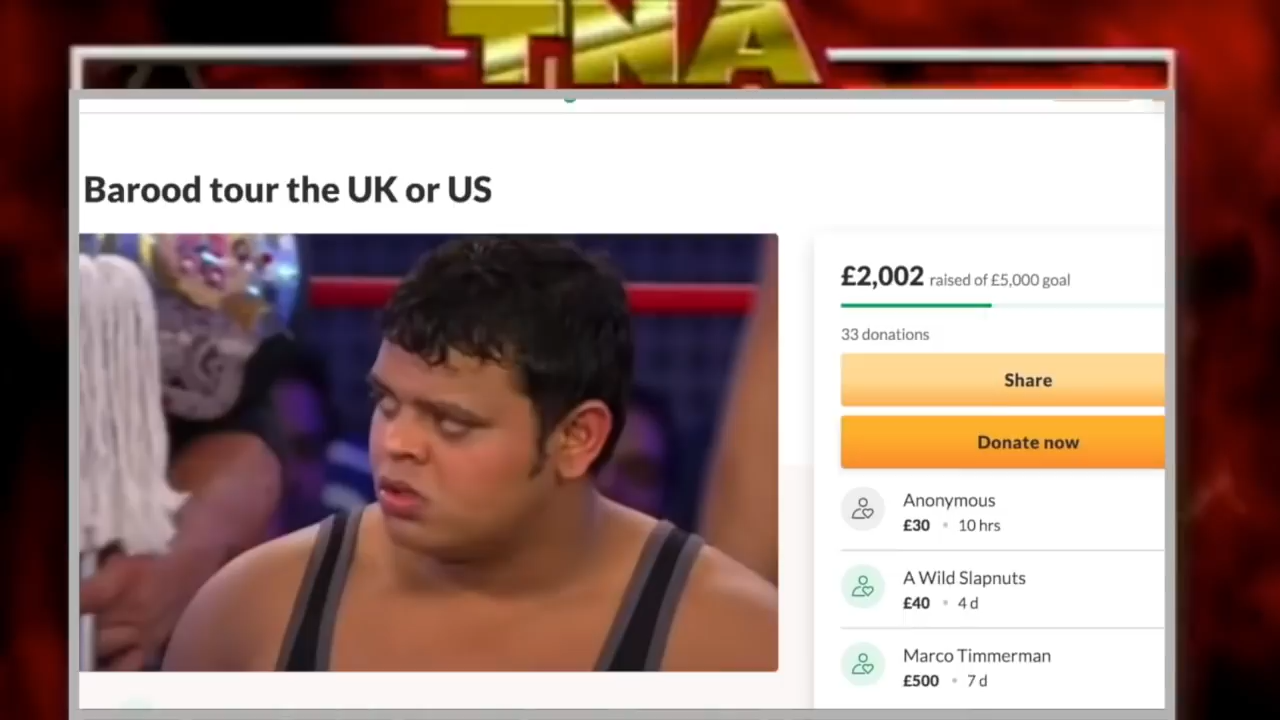 TNA
Barood tour the UK or US
£2,002 raised of £5,000 goal
33 donations
Share
Donate now
Anonymous
£30 • 10 hrs
A Wild Slapnuts
£40 • 4 d
Marco Timmerman
£500 • 7 d